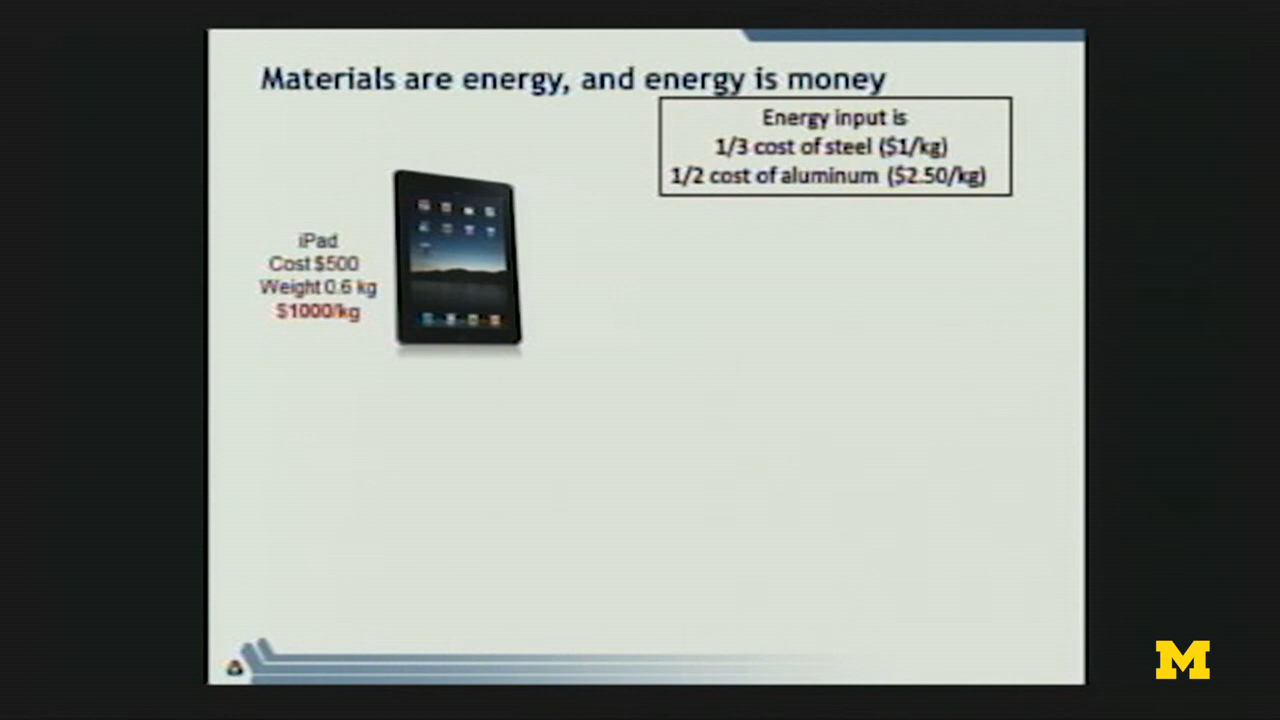 Materials are energy, and energy is money
Energy input is
1/3 cost of steel ($1/kg)
1/2 cost of aluminum ($2.50/kg)
iPad
Cost $500
Weight 0.6 kg
$1000/kg
M